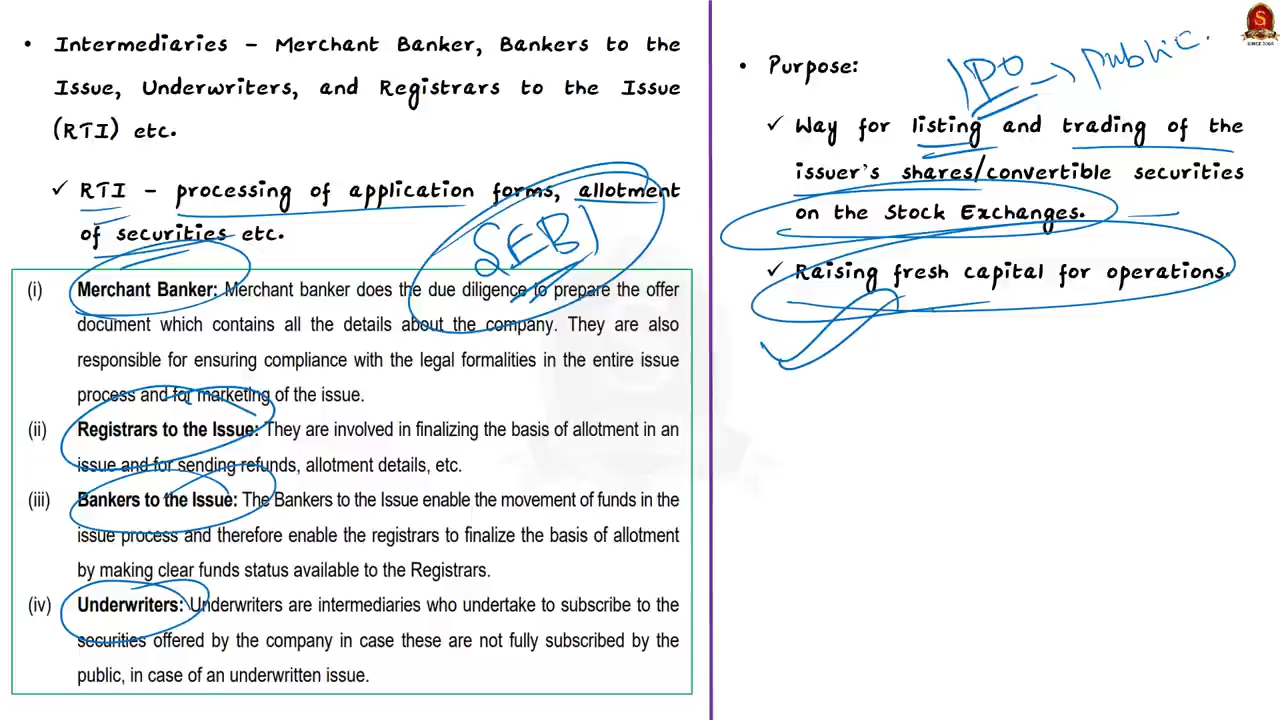 • Intermediaries – Merchant Banker, Bankers to the
Issue, Underwriters, and Registrars to the Issue
(RTI) etc.
✓ RTI – processing of application forms, allotment
of securities etc.
SEBI
(i) Merchant Banker: Merchant banker does the due diligence to prepare the offer
document which contains all the details about the company. They are also
responsible for ensuring compliance with the legal formalities in the entire issue
process and for marketing of the issue.
(ii) Registrars to the Issue: They are involved in finalizing the basis of allotment in an
issue and for sending refunds, allotment details, etc.
(iii) Bankers to the Issue: The Bankers to the Issue enable the movement of funds in the
issue process and therefore enable the registrars to finalize the basis of allotment
by making clear funds status available to the Registrars.
(iv) Underwriters: Underwriters are intermediaries who undertake to subscribe to the
securities offered by the company in case these are not fully subscribed by the
public, in case of an underwritten issue.
• Purpose:
IPO → public.
✓ Way for listing and trading of the
issuer's shares/convertible securities
on the Stock Exchanges.
✓ Raising fresh capital for operations.
S
SINCE 2004